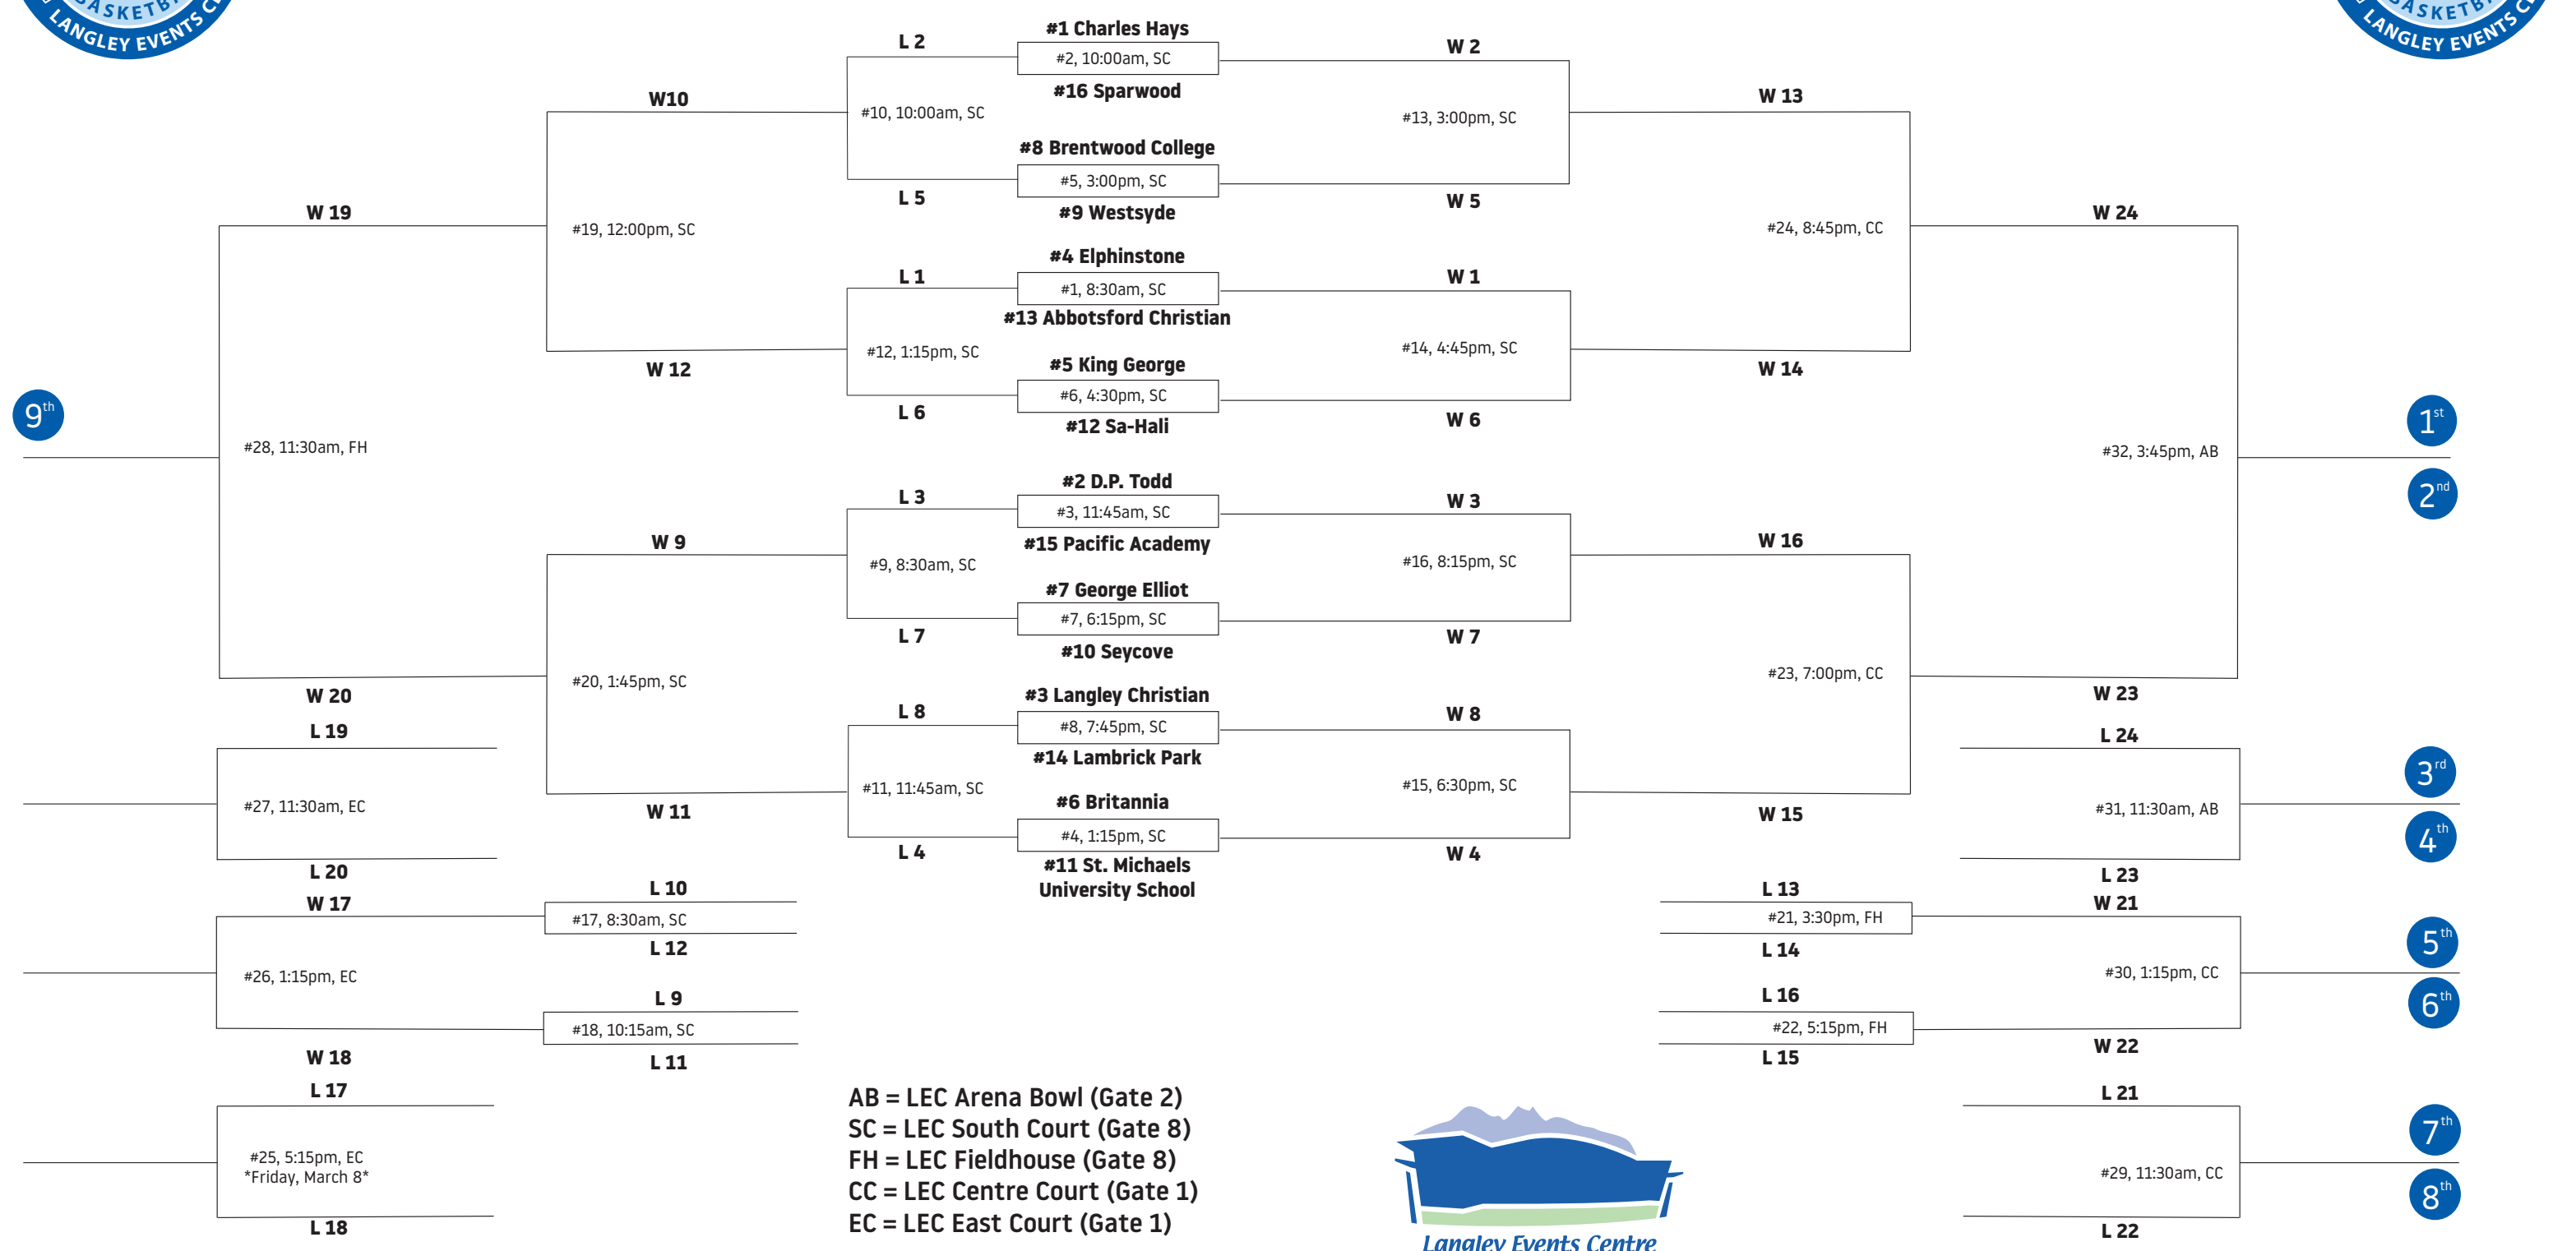 BASKETB
LANGLEY EVENTS
BASKETB
LANGLEY EVENTS
#1 Charles Hays
L 2
#2, 10:00am, SC
W 2
#16 Sparwood
W10
#10, 10:00am, SC
#13, 3:00pm, SC
W 13
#8 Brentwood College
#5, 3:00pm, SC
L 5
W 5
#9 Westsyde
W 19
#19, 12:00pm, SC
#24, 8:45pm, CC
W 24
#4 Elphinstone
L 1
#1, 8:30am, SC
W 1
#13 Abbotsford Christian
W 12
#12, 1:15pm, SC
#14, 4:45pm, SC
W 14
#5 King George
#6, 4:30pm, SC
L 6
W 6
#12 Sa-Hali
9th
#28, 11:30am, FH
#32, 3:45pm, AB
1st
2nd
#2 D.P. Todd
L 3
#3, 11:45am, SC
W 3
#15 Pacific Academy
W 9
#9, 8:30am, SC
#16, 8:15pm, SC
W 16
#7 George Elliot
#7, 6:15pm, SC
L 7
W 7
#10 Seycove
W 20
#20, 1:45pm, SC
#23, 7:00pm, CC
W 23
#3 Langley Christian
L 8
#8, 7:45pm, SC
W 8
#14 Lambrick Park
W 11
#11, 11:45am, SC
#15, 6:30pm, SC
W 15
#6 Britannia
#4, 1:15pm, SC
L 4
W 4
#11 St. Michaels
University School
L 19
#27, 11:30am, EC
L 20
L 24
#31, 11:30am, AB
L 23
3rd
4th
W 17
#26, 1:15pm, EC
W 18
L 10
#17, 8:30am, SC
L 12
L 9
#18, 10:15am, SC
L 11
L 13
#21, 3:30pm, FH
L 14
L 16
#22, 5:15pm, FH
L 15
W 21
#30, 1:15pm, CC
W 22
5th
6th
L 17
#25, 5:15pm, EC
*Friday, March 8*
L 18
AB = LEC Arena Bowl (Gate 2)
SC = LEC South Court (Gate 8)
FH = LEC Fieldhouse (Gate 8)
CC = LEC Centre Court (Gate 1)
EC = LEC East Court (Gate 1)
Langley Events Centre
L 21
#29, 11:30am, CC
L 22
7th
8th